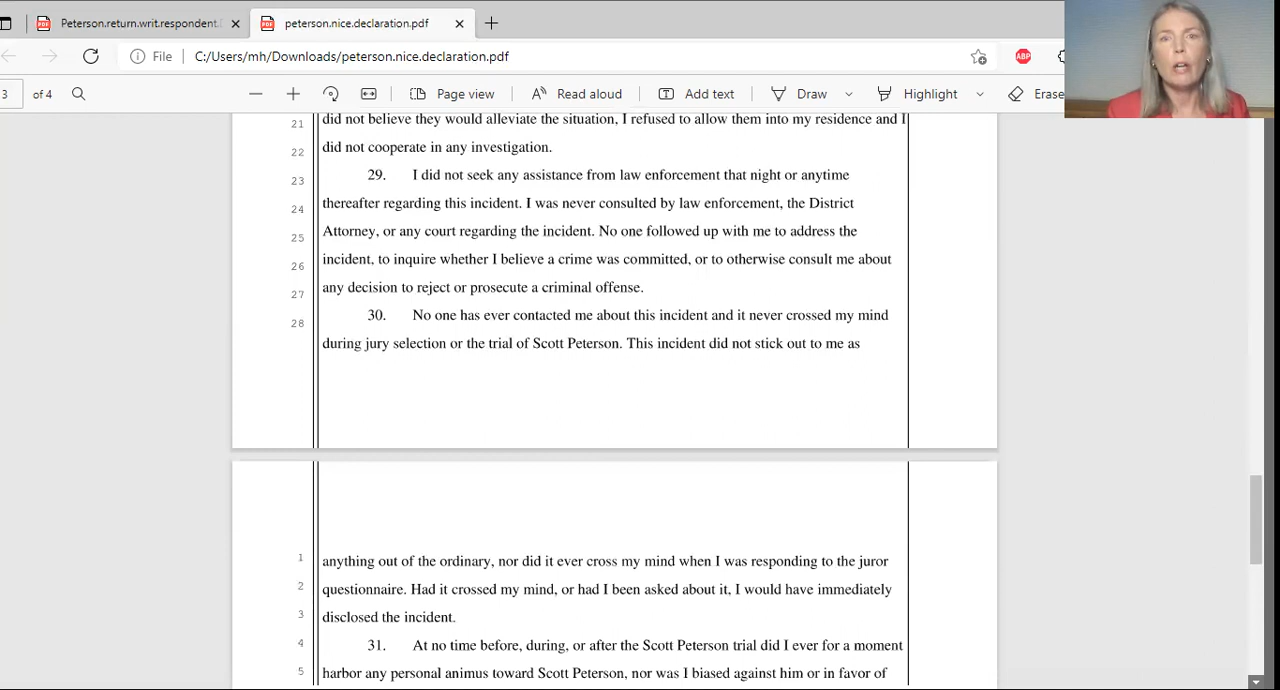 Peterson.return.writ.respondent.
peterson.nice.declaration.pdf
File C:/Users/mh/Downloads/peterson.nice.declaration.pdf
ABP
3 of 4
Page view
Read aloud
Add text
Draw
Highlight
Erase
21 did not believe they would alleviate the situation, I refused to allow them into my residence and I
22 did not cooperate in any investigation.
23 29. I did not seek any assistance from law enforcement that night or anytime
24 thereafter regarding this incident. I was never consulted by law enforcement, the District
25 Attorney, or any court regarding the incident. No one followed up with me to address the
26 incident, to inquire whether I believe a crime was committed, or to otherwise consult me about
27 any decision to reject or prosecute a criminal offense.
28 30. No one has ever contacted me about this incident and it never crossed my mind
during jury selection or the trial of Scott Peterson. This incident did not stick out to me as
1 anything out of the ordinary, nor did it ever cross my mind when I was responding to the juror
2 questionnaire. Had it crossed my mind, or had I been asked about it, I would have immediately
3 disclosed the incident.
4 31. At no time before, during, or after the Scott Peterson trial did I ever for a moment
5 harbor any personal animus toward Scott Peterson, nor was I biased against him or in favor of